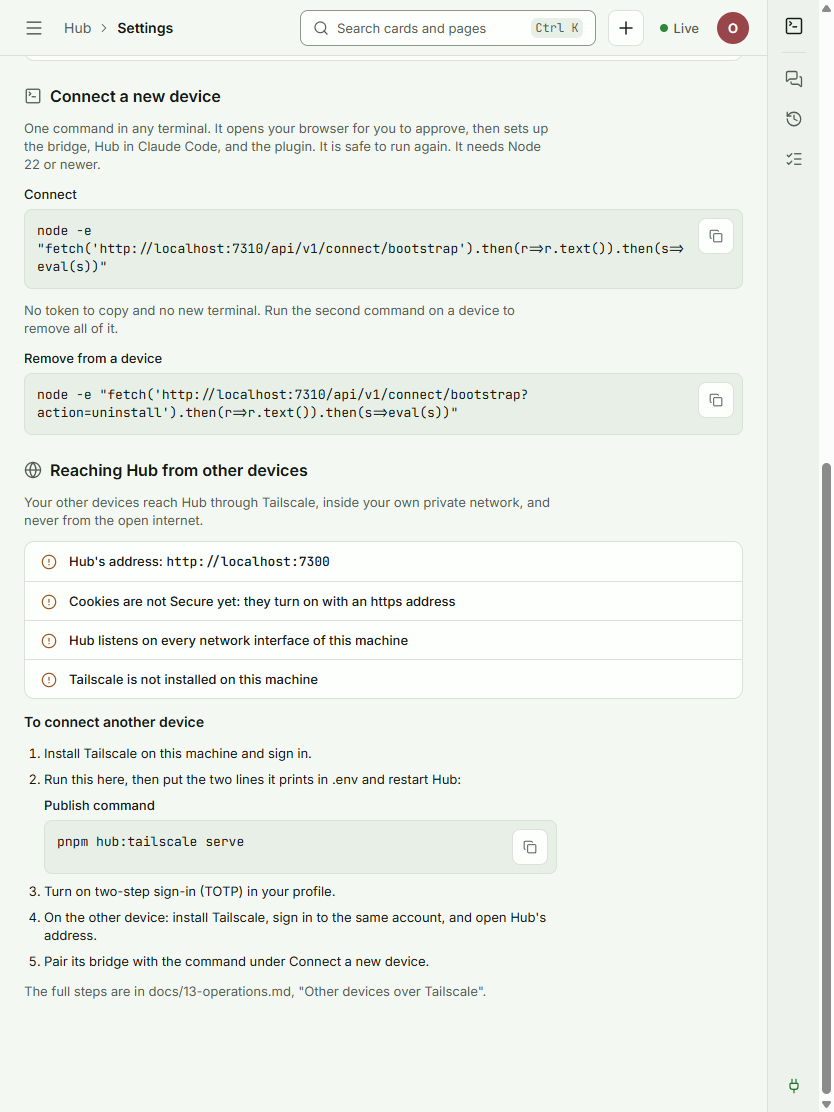 Hub > Settings
Search cards and pages Ctrl K
Live
O
Connect a new device
One command in any terminal. It opens your browser for you to approve, then sets up
the bridge, Hub in Claude Code, and the plugin. It is safe to run again. It needs Node
22 or newer.
Connect
node -e
"fetch('http://localhost:7310/api/v1/connect/bootstrap').then(r=>r.text()).then(s=>
eval(s))"
No token to copy and no new terminal. Run the second command on a device to
remove all of it.
Remove from a device
node -e "fetch('http://localhost:7310/api/v1/connect/bootstrap?
action=uninstall').then(r=>r.text()).then(s=>eval(s))"
Reaching Hub from other devices
Your other devices reach Hub through Tailscale, inside your own private network, and
never from the open internet.
Hub's address: http://localhost:7300
Cookies are not Secure yet: they turn on with an https address
Hub listens on every network interface of this machine
Tailscale is not installed on this machine
To connect another device
1. Install Tailscale on this machine and sign in.
2. Run this here, then put the two lines it prints in .env and restart Hub:
Publish command
pnpm hub:tailscale serve
3. Turn on two-step sign-in (TOTP) in your profile.
4. On the other device: install Tailscale, sign in to the same account, and open Hub's
address.
5. Pair its bridge with the command under Connect a new device.
The full steps are in docs/13-operations.md, "Other devices over Tailscale".